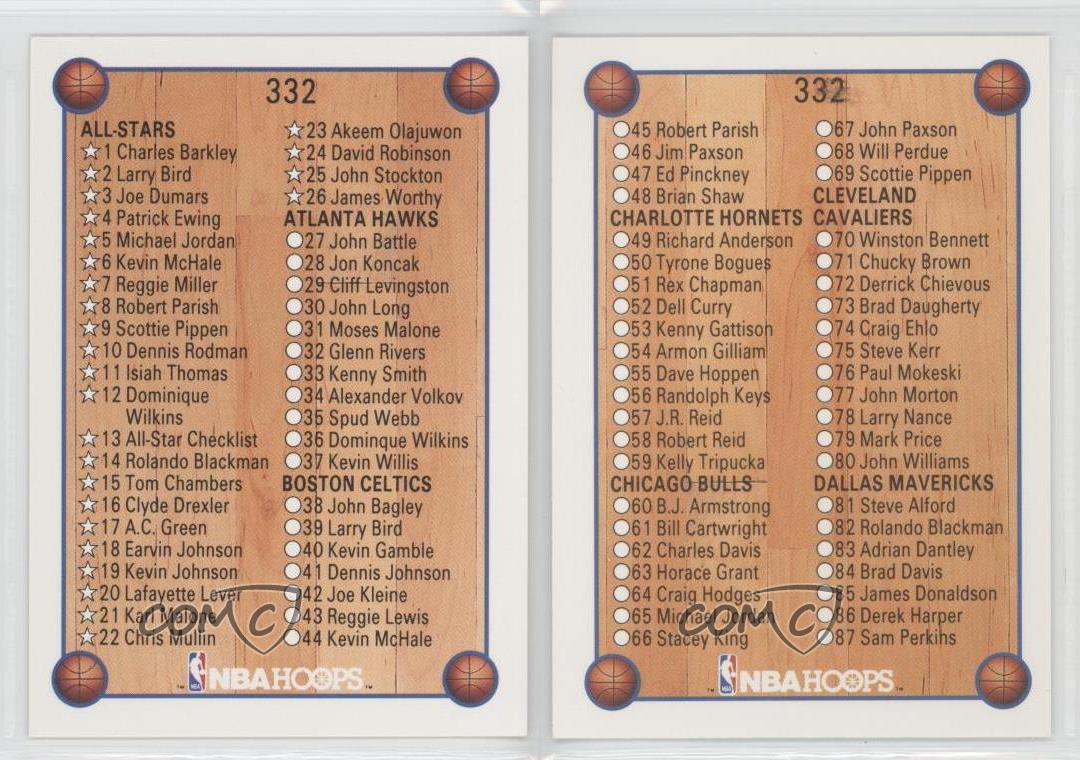 332
ALL-STARS
1 Charles Barkley
2 Larry Bird
3 Joe Dumars
4 Patrick Ewing
5 Michael Jordan
6 Kevin McHale
7 Reggie Miller
8 Robert Parish
9 Scottie Pippen
10 Dennis Rodman
11 Isiah Thomas
12 Dominique
Wilkins
13 All-Star Checklist
14 Rolando Blackman
15 Tom Chambers
16 Clyde Drexler
17 A.C. Green
18 Earvin Johnson
19 Kevin Johnson
20 Lafayette Lever
21 Karl Malone
22 Chris Mullin
23 Akeem Olajuwon
24 David Robinson
25 John Stockton
26 James Worthy
ATLANTA HAWKS
27 John Battle
28 Jon Koncak
29 Cliff Levingston
30 John Long
31 Moses Malone
32 Glenn Rivers
33 Kenny Smith
34 Alexander Volkov
35 Spud Webb
36 Dominque Wilkins
37 Kevin Willis
BOSTON CELTICS
38 John Bagley
39 Larry Bird
40 Kevin Gamble
41 Dennis Johnson
42 Joe Kleine
43 Reggie Lewis
44 Kevin McHale
COMC
NBA HOOPS
332
45 Robert Parish
46 Jim Paxson
47 Ed Pinckney
48 Brian Shaw
CHARLOTTE HORNETS
49 Richard Anderson
50 Tyrone Bogues
51 Rex Chapman
52 Dell Curry
53 Kenny Gattison
54 Armon Gilliam
55 Dave Hoppen
56 Randolph Keys
57 J.R. Reid
58 Robert Reid
59 Kelly Tripucka
CHICAGO BULLS
60 B.J. Armstrong
61 Bill Cartwright
62 Charles Davis
63 Horace Grant
64 Craig Hodges
65 Michael Jordan
66 Stacey King
67 John Paxson
68 Will Perdue
69 Scottie Pippen
CLEVELAND
CAVALIERS
70 Winston Bennett
71 Chucky Brown
72 Derrick Chievous
73 Brad Daugherty
74 Craig Ehlo
75 Steve Kerr
76 Paul Mokeski
77 John Morton
78 Larry Nance
79 Mark Price
80 John Williams
DALLAS MAVERICKS
81 Steve Alford
82 Rolando Blackman
83 Adrian Dantley
84 Brad Davis
85 James Donaldson
86 Derek Harper
87 Sam Perkins
COMC
NBA HOOPS